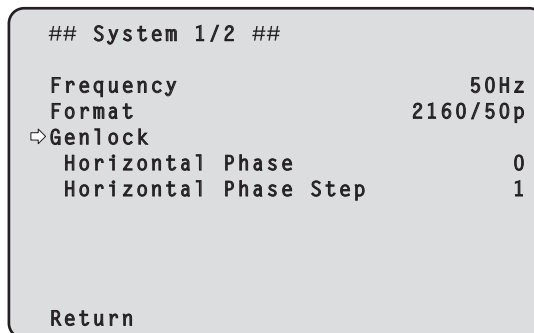 ## System 1/2 ##
Frequency 50Hz
Format 2160/50p
⇨Genlock
Horizontal Phase 0
Horizontal Phase Step 1
Return